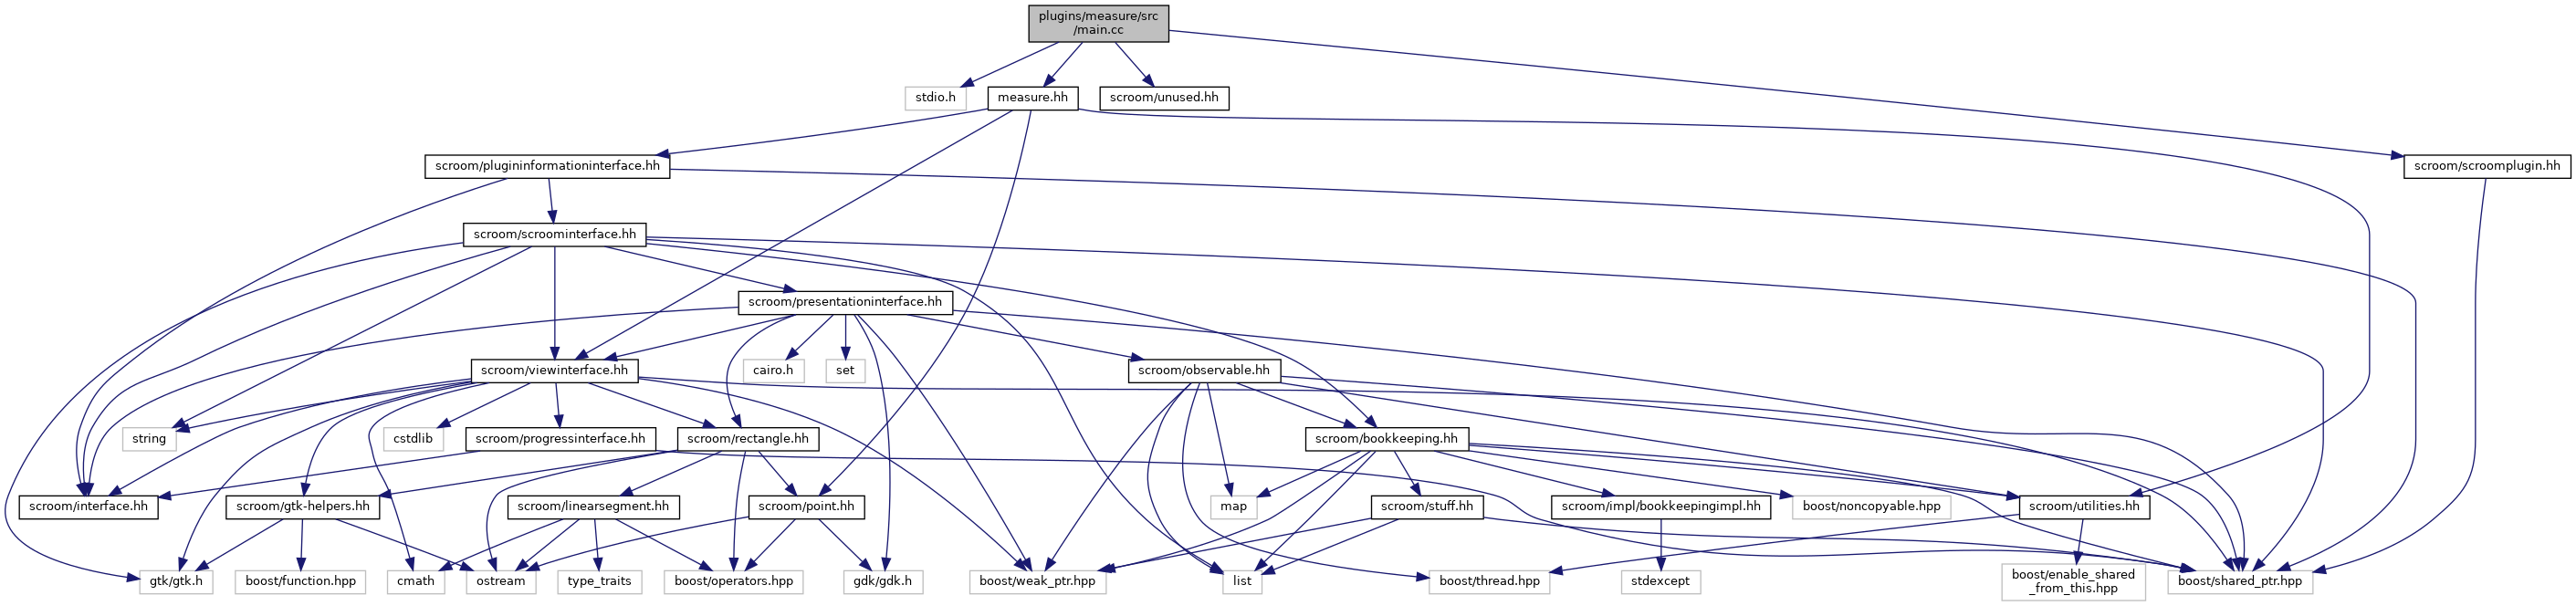 plugins/measure/src
/main.cc
stdio.h
measure.hh
scroom/unused.hh
scroom/plugininformationinterface.hh
scroom/scroomplugin.hh
scroom/scroominterface.hh
scroom/presentationinterface.hh
scroom/viewinterface.hh
cairo.h
set
scroom/observable.hh
string
cstdlib
scroom/progressinterface.hh
scroom/rectangle.hh
scroom/bookkeeping.hh
scroom/interface.hh
scroom/gtk-helpers.hh
scroom/linearsegment.hh
scroom/point.hh
map
scroom/stuff.hh
scroom/impl/bookkeepingimpl.hh
boost/noncopyable.hpp
scroom/utilities.hh
gtk/gtk.h
boost/function.hpp
cmath
ostream
type_traits
boost/operators.hpp
gdk/gdk.h
boost/weak_ptr.hpp
list
boost/thread.hpp
stdexcept
boost/enable_shared
_from_this.hpp
boost/shared_ptr.hpp